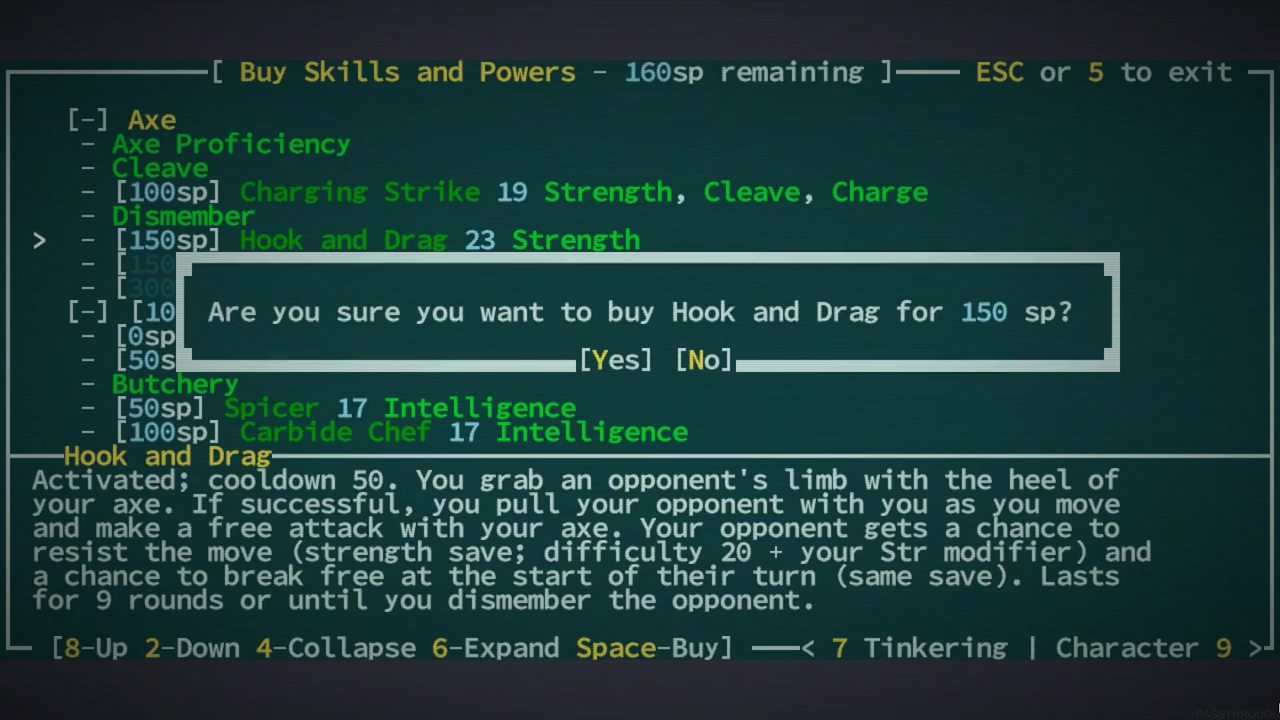 [ Buy Skills and Powers - 160sp remaining ] ESC or 5 to exit
[-] Axe
- Axe Proficiency
- Cleave
- [100sp] Charging Strike 19 Strength, Cleave, Charge
- Dismember
> - [150sp] Hook and Drag 23 Strength
- [150
- [300
Are you sure you want to buy Hook and Drag for 150 sp?
[Yes] [No]
[-] [10
- [0sp
- [50s
- Butchery
- [50sp] Spicer 17 Intelligence
- [100sp] Carbide Chef 17 Intelligence
Hook and Drag
Activated; cooldown 50. You grab an opponent's limb with the heel of
your axe. If successful, you pull your opponent with you as you move
and make a free attack with your axe. Your opponent gets a chance to
resist the move (strength save; difficulty 20 + your Str modifier) and
a chance to break free at the start of their turn (same save). Lasts
for 9 rounds or until you dismember the opponent.
[8-Up 2-Down 4-Collapse 6-Expand Space-Buy] < 7 Tinkering | Character 9 >